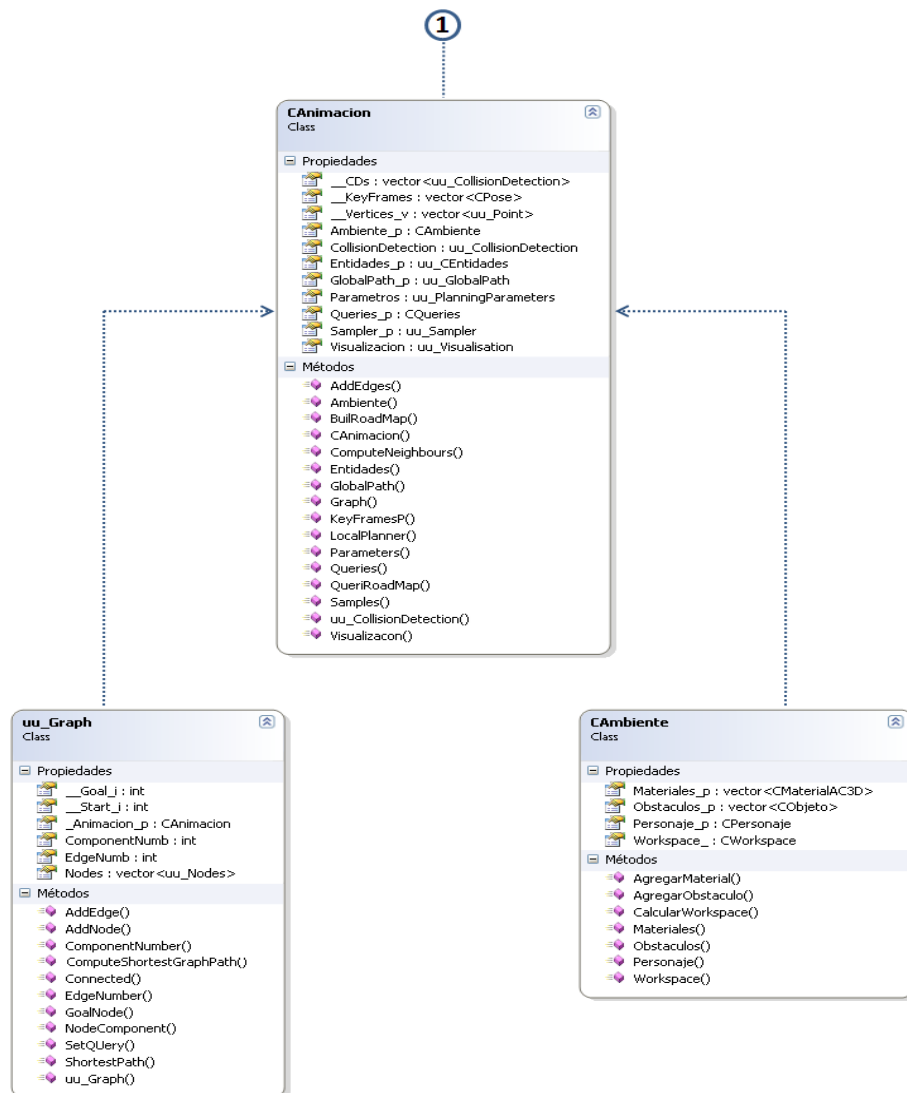 1
CAnimacion
Class
Propiedades
__CDs : vector<uu_CollisionDetection>
__KeyFrames : vector<CPose>
__Vertices_v : vector<uu_Point>
Ambiente_p : CAmbiente
CollisionDetection : uu_CollisionDetection
Entidades_p : uu_CEntidades
GlobalPath_p : uu_GlobalPath
Parametros : uu_PlanningParameters
Queries_p : CQueries
Sampler_p : uu_Sampler
Visualizacion : uu_Visualisation
Métodos
AddEdges()
Ambiente()
BuilRoadMap()
CAnimacion()
ComputeNeighbours()
Entidades()
GlobalPath()
Graph()
KeyFramesP()
LocalPlanner()
Parameters()
Queries()
QueriRoadMap()
Samples()
uu_CollisionDetection()
Visualizacon()
uu_Graph
Class
Propiedades
__Goal_i : int
__Start_i : int
_Animacion_p : CAnimacion
ComponentNumb : int
EdgeNumb : int
Nodes : vector<uu_Nodes>
Métodos
AddEdge()
AddNode()
ComponentNumber()
ComputeShortestGraphPath()
Connected()
EdgeNumber()
GoalNode()
NodeComponent()
SetQUery()
ShortestPath()
uu_Graph()
CAmbiente
Class
Propiedades
Materiales_p : vector<CMaterialAC3D>
Obstaculos_p : vector<CObjeto>
Personaje_p : CPersonaje
Workspace_ : CWorkspace
Métodos
AgregarMaterial()
AgregarObstaculo()
CalcularWorkspace()
Materiales()
Obstaculos()
Personaje()
Workspace()